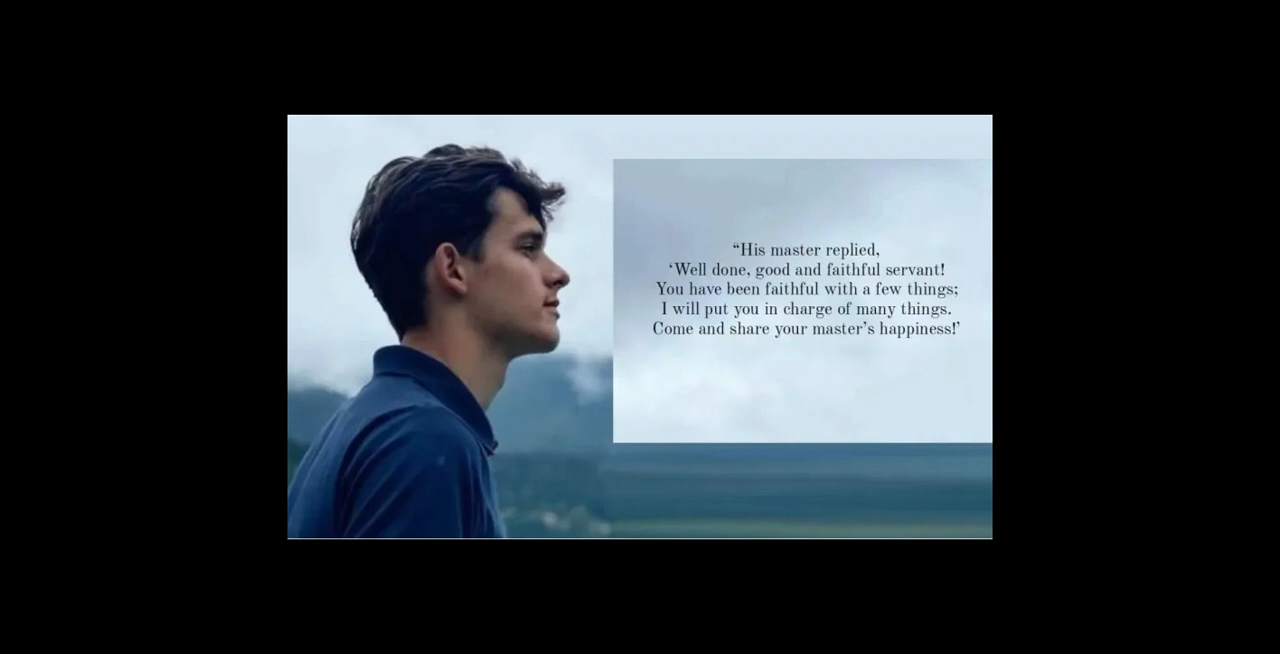 “His master replied,
‘Well done, good and faithful servant!
You have been faithful with a few things;
I will put you in charge of many things.
Come and share your master’s happiness!’